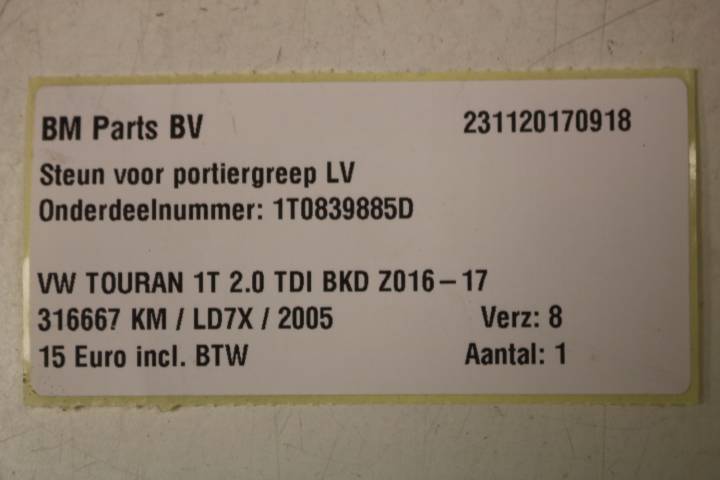 BM Parts BV 231120170918
Steun voor portiergreep LV
Onderdeelnummer: 1T0839885D
VW TOURAN 1T 2.0 TDI BKD Z016-17
316667 KM / LD7X / 2005 Verz: 8
15 Euro incl. BTW Aantal: 1